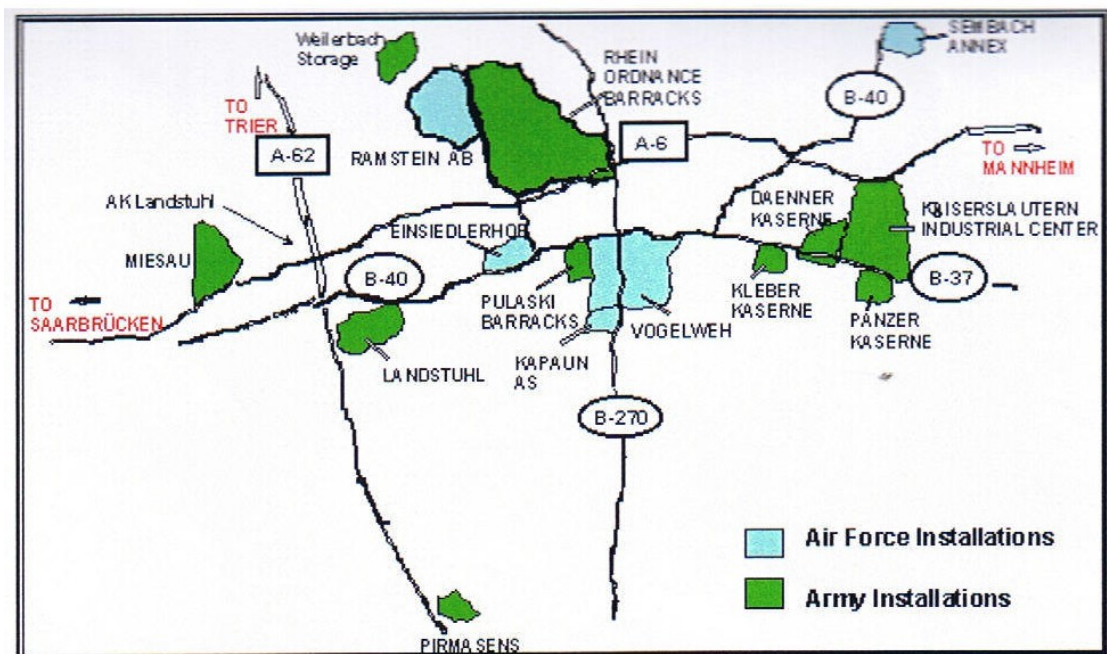 Weilerbach
Storage
SEMBACH
ANNEX
RHEIN
ORDNANCE
BARRACKS
B-40
TO
TRIER
A-62
RAMSTEIN AB
A-6
TO
MANNHEIM
AK Landstuhl
EINSIEDLERHOF
DAENNER
KASERNE
KAISERSLAUTERN
INDUSTRIAL CENTER
MIESAU
B-40
B-37
TO
SAARBRÜCKEN
PULASKI
BARRACKS
KLEBER
KASERNE
VOGELWEH
PANZER
KASERNE
LANDSTUHL
KAPAUN
AS
B-270
Air Force Installations
Army Installations
PIRMASENS